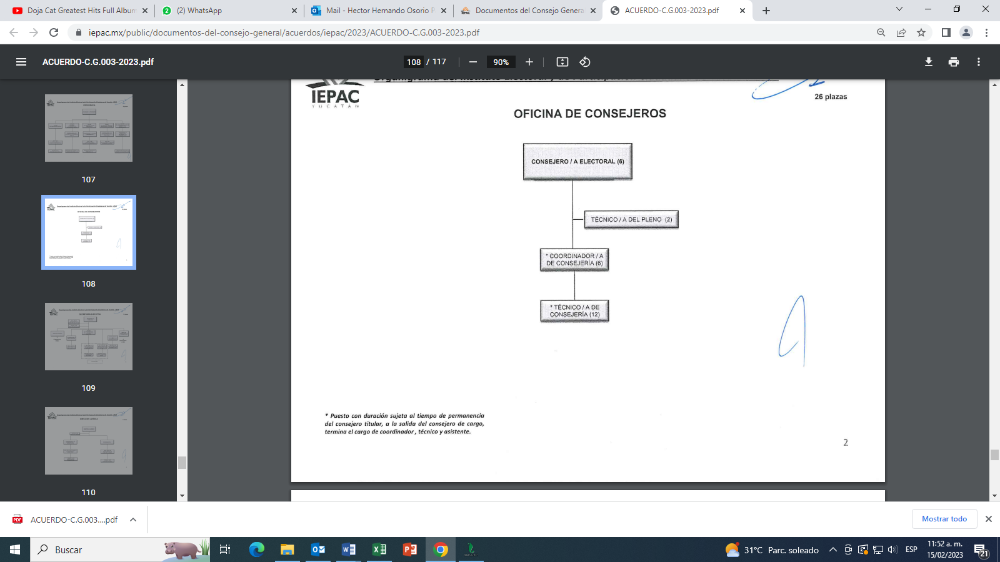 Doja Cat Greatest Hits Full Album
(2) WhatsApp
Mail - Hector Hernando Osorio P
Documentos del Consejo Genera
ACUERDO-C.G.003-2023.pdf
iepac.mx/public/documentos-del-consejo-general/acuerdos/iepac/2023/ACUERDO-C.G.003-2023.pdf
ACUERDO-C.G.003-2023.pdf
108 / 117
90%
IEPAC
YUCATÁN
26 plazas
OFICINA DE CONSEJEROS
CONSEJERO / A ELECTORAL (6)
TÉCNICO / A DEL PLENO (2)
* COORDINADOR / A
DE CONSEJERÍA (6)
* TÉCNICO / A DE
CONSEJERÍA (12)
* Puesto con duración sujeta al tiempo de permanencia
del consejero titular, a la salida del consejero de cargo,
termina el cargo de coordinador , técnico y asistente.
2
107
108
109
110
ACUERDO-C.G.003....pdf
Mostrar todo
Buscar
31°C Parc. soleado
ESP
11:52 a. m.
15/02/2023
21